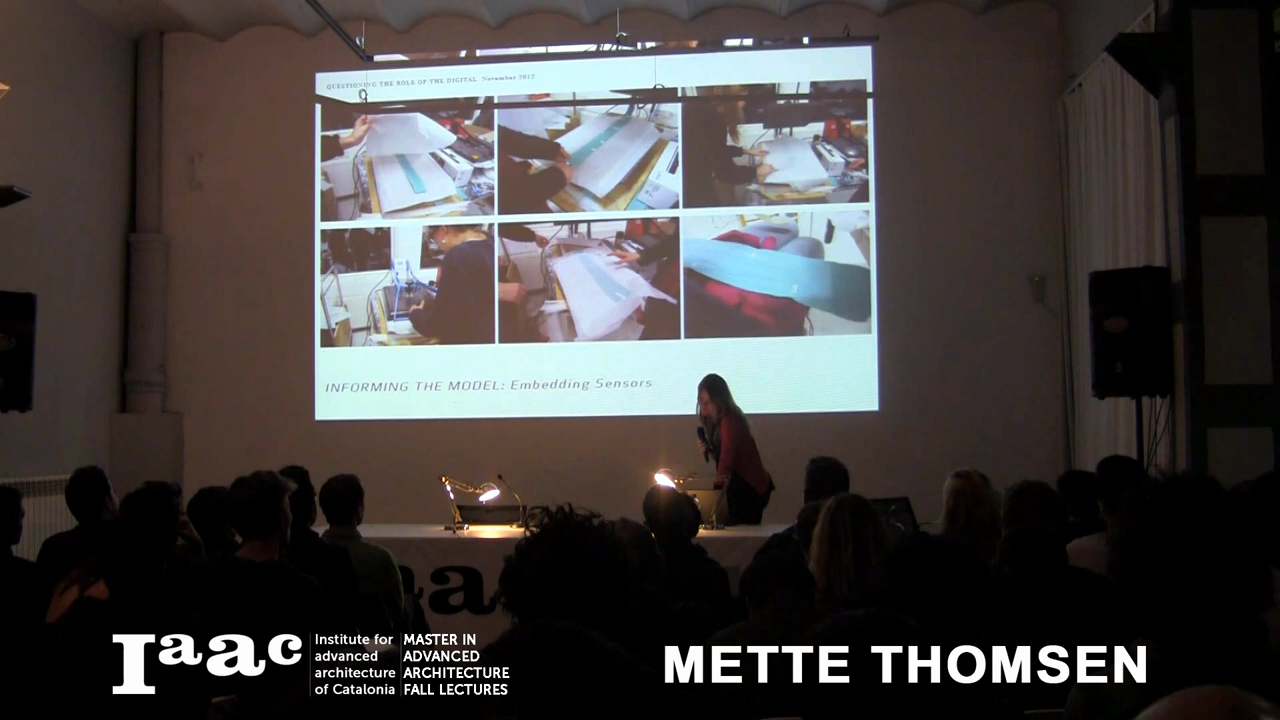 QUESTIONING THE ROLE OF THE DIGITAL November 2012
INFORMING THE MODEL: Embedding Sensors
aa
Iaac
Institute for
advanced
architecture
of Catalonia
MASTER IN
ADVANCED
ARCHITECTURE
FALL LECTURES
METTE THOMSEN